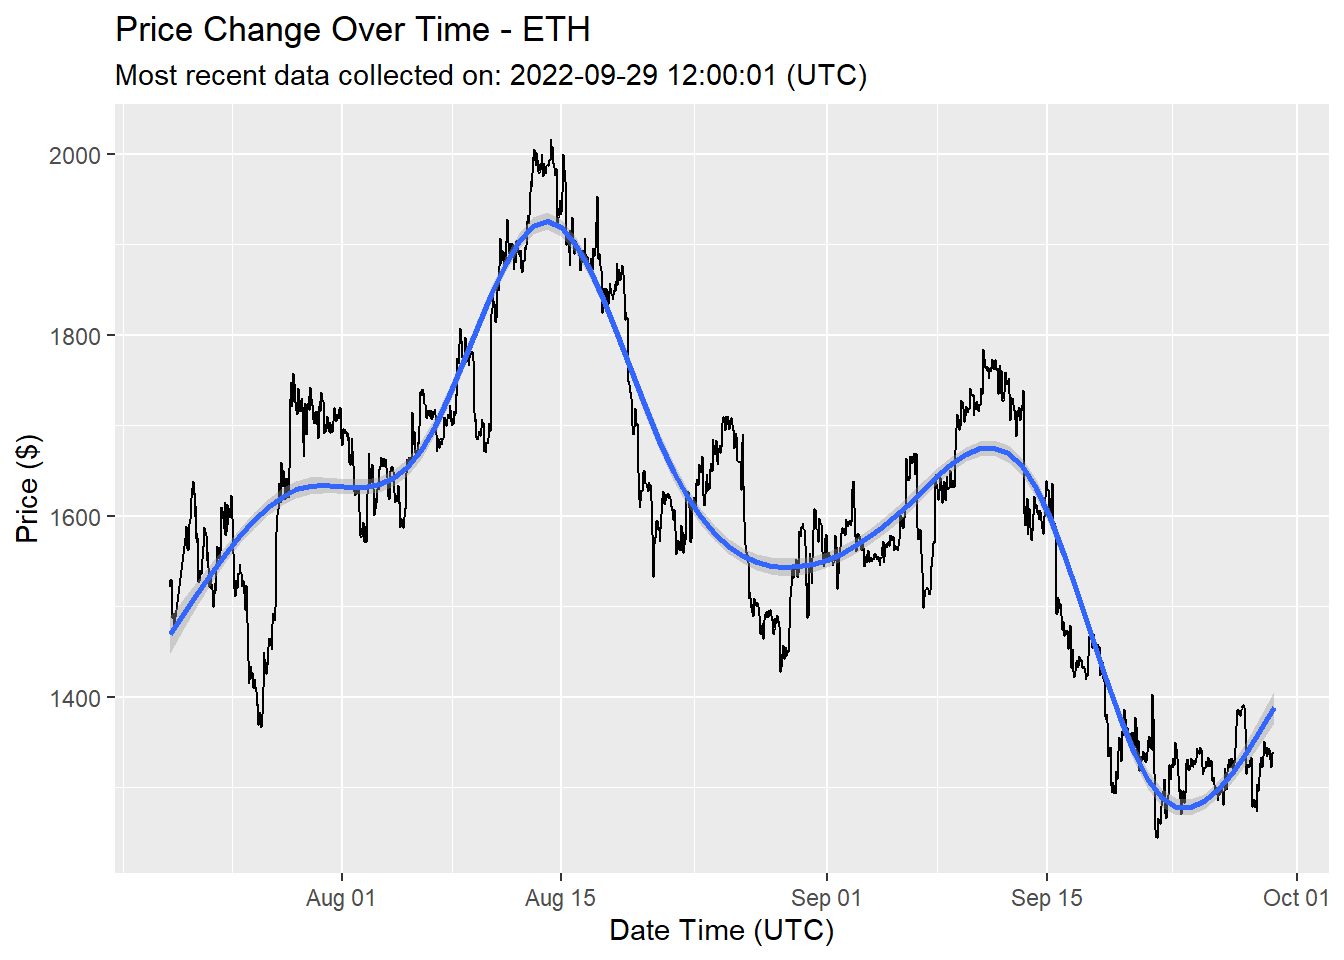 Price Change Over Time - ETH
Most recent data collected on: 2022-09-29 12:00:01 (UTC)
Price ($)
2000
1800
1600
1400
Aug 01
Aug 15
Sep 01
Sep 15
Oct 01
Date Time (UTC)